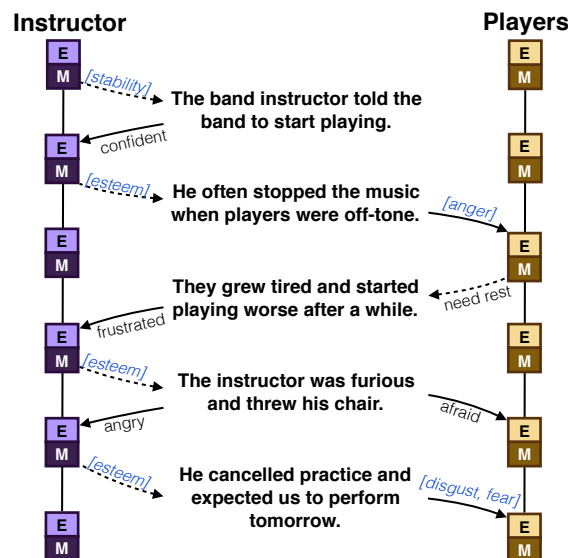 Instructor
Players
E
M
E
M
[stability]
The band instructor told the
band to start playing.
confident
E
M
E
M
[esteem]
He often stopped the music
when players were off-tone.
[anger]
E
M
E
M
They grew tired and started
playing worse after a while.
need rest
frustrated
E
M
E
M
[esteem]
The instructor was furious
and threw his chair.
angry
afraid
E
M
E
M
[esteem]
He cancelled practice and
expected us to perform
tomorrow.
[disgust, fear]
E
M
E
M